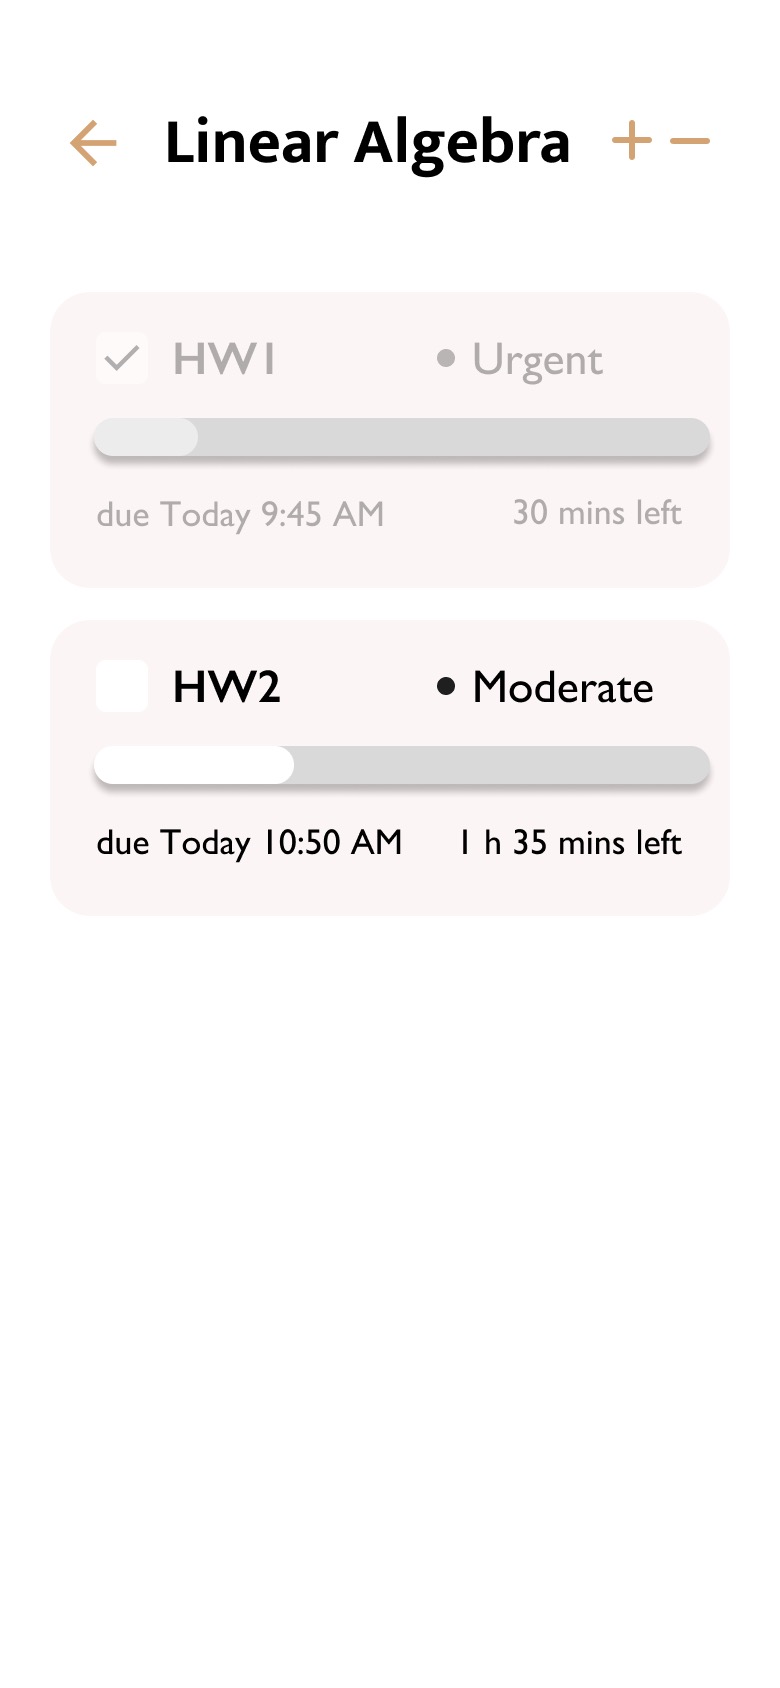 Linear Algebra
HW1 • Urgent
due Today 9:45 AM 30 mins left
HW2 • Moderate
due Today 10:50 AM 1 h 35 mins left